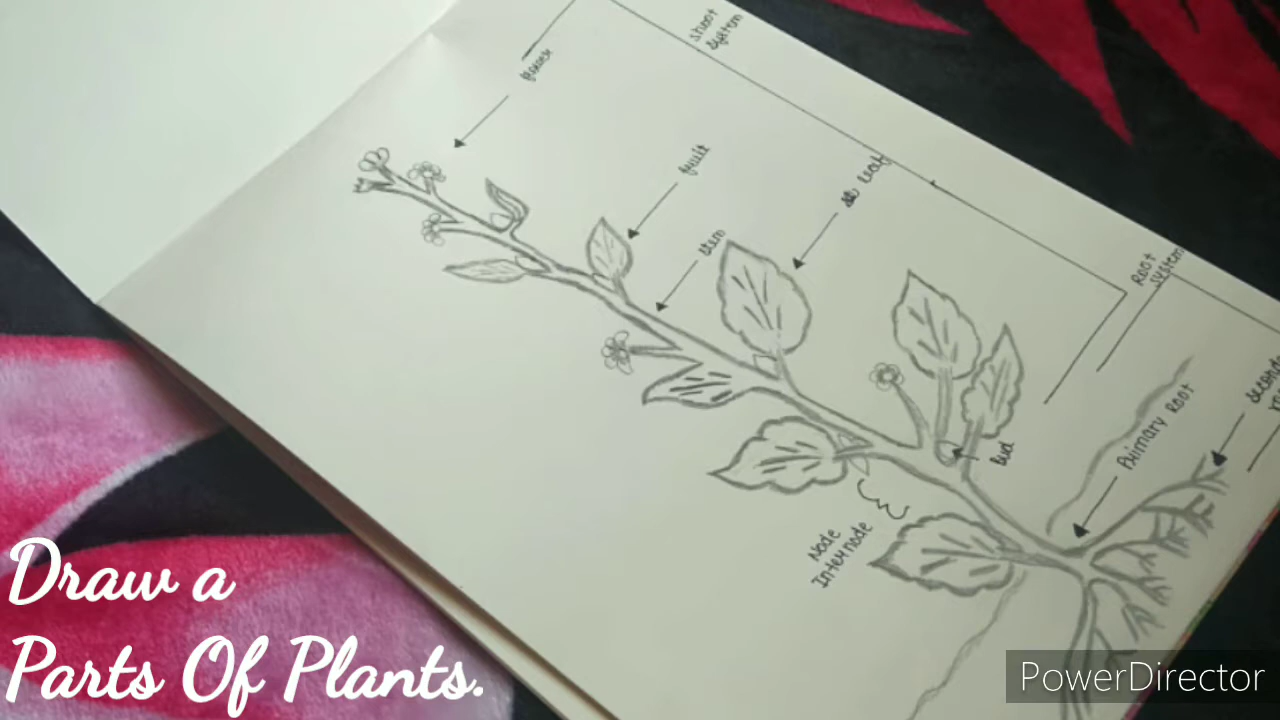 Shoot
system
flower
fruit
leaf
stem
Root
system
Primary Root
Bud
Node
Internode
Draw a
Parts Of Plants.
PowerDirector